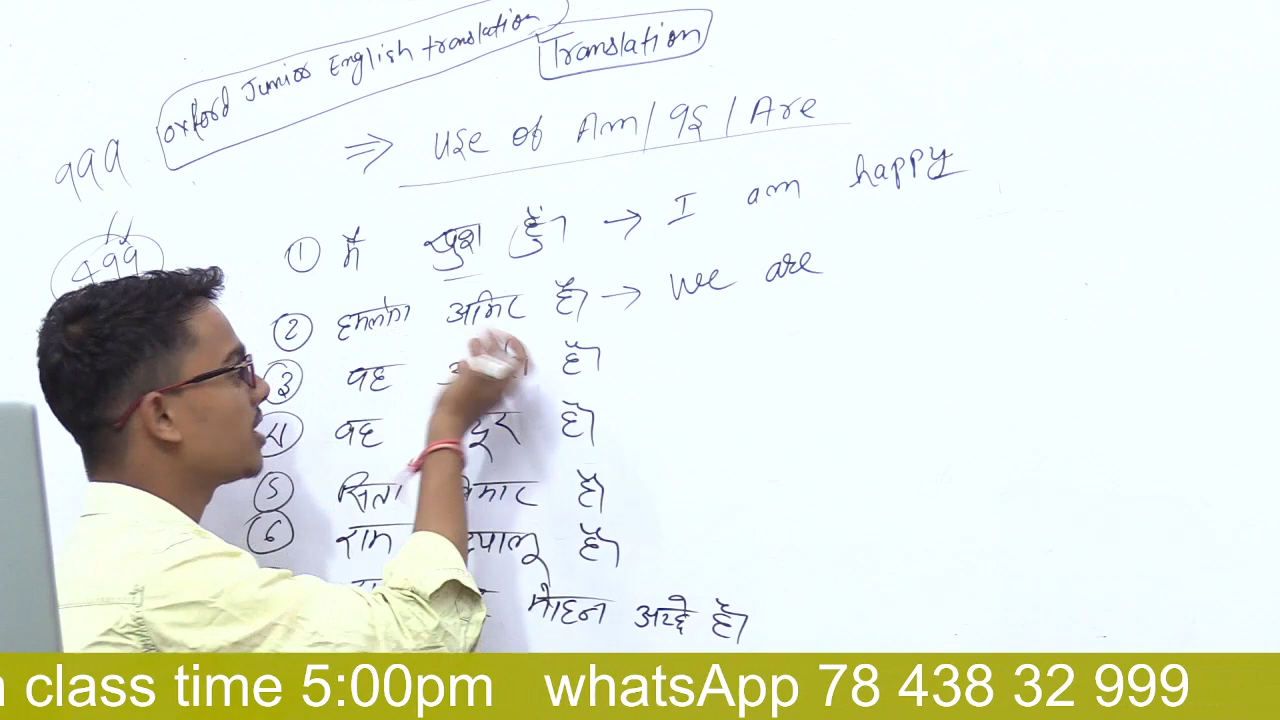 Oxford Junior English translation
Translation
999
⇒ Use of Am/ Is / Are
499
① मैं खुश हूँ। → I am happy
② हमलोग अमिर हैं। → we are
③ वह हैं।
④ वह हैं।
⑤ सिता हैं।
⑥ राम हैं।
मोहन अच्छे हैं।
class time 5:00pm whatsApp 78 438 32 999